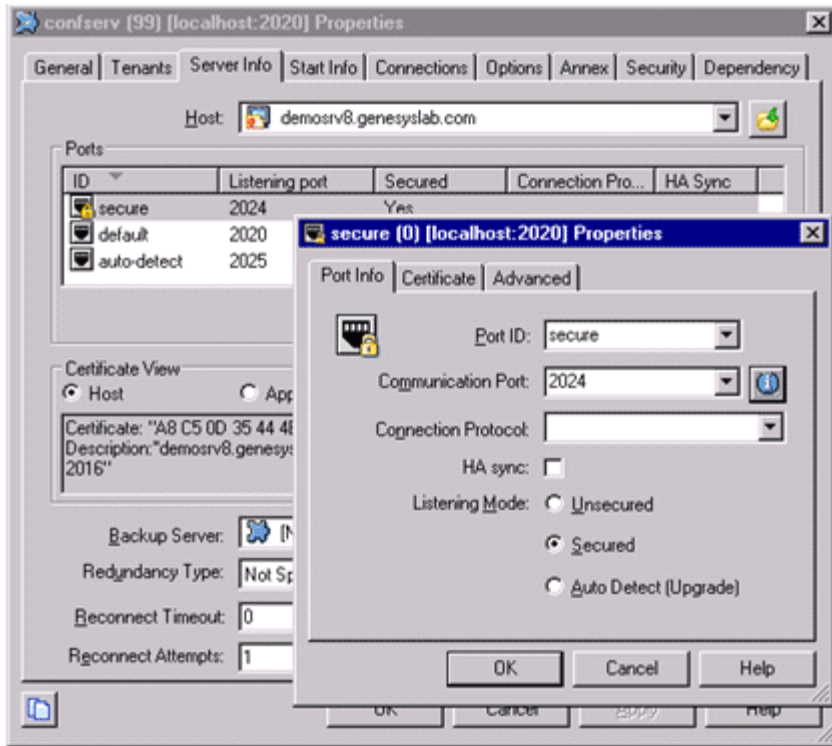 confserv (99) [localhost:2020] Properties
General Tenants Server Info Start Info Connections Options Annex Security Dependency
Host: demosrv8.genesyslab.com
Ports
ID Listening port Secured Connection Pro... HA Sync
secure 2024 Yes
default 2020
auto-detect 2025
Certificate View
Host App
Certificate: "A8 C5 0D 35 44 4E
Description:"demosrv8.genesys
2016"
Backup Server:
Redundancy Type: Not Sp
Reconnect Timeout: 0
Reconnect Attempts: 1
OK Cancel Apply Help
secure (0) [localhost:2020] Properties
Port Info Certificate Advanced
Port ID: secure
Communication Port: 2024
Connection Protocol:
HA sync:
Listening Mode: Unsecured
Secured
Auto Detect (Upgrade)
OK Cancel Help